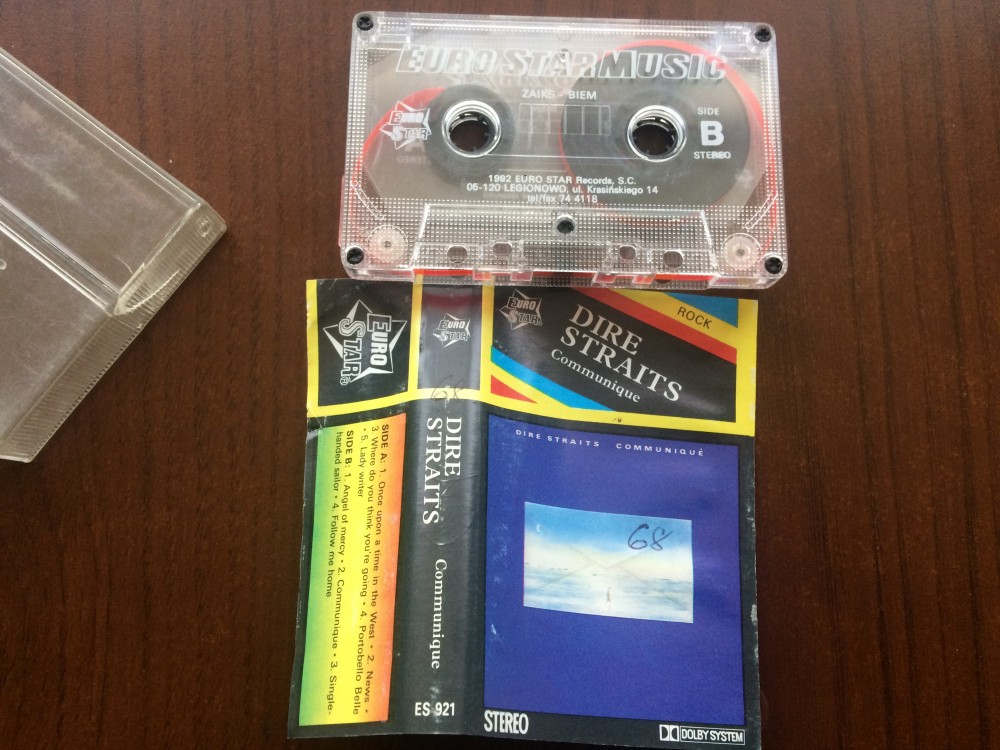 EURO STAR MUSIC
ZAIKS - BIEM
EURO
STAR
SIDE
B
STEREO
1992 EURO STAR Records, S.C.
05-120 LEGIONOWO, ul. Krasińskiego 14
tel/fax 74 4118
EURO
STAR®
SIDE A: 1. Once upon a time in the West • 2. News •
3 Where do you think you're going • 4. Portobello Belle
• 5. Lady writer
SIDE B: 1. Angel of mercy • 2. Communique • 3. Single-
handed sailor • 4. Follow me home
EURO
STAR
68
DIRE
STRAITS
Communique
ES 921
EURO
STAR
ROCK
DIRE
STRAITS
Communique
DIRE STRAITS COMMUNIQUÉ
68
STEREO
DOLBY SYSTEM